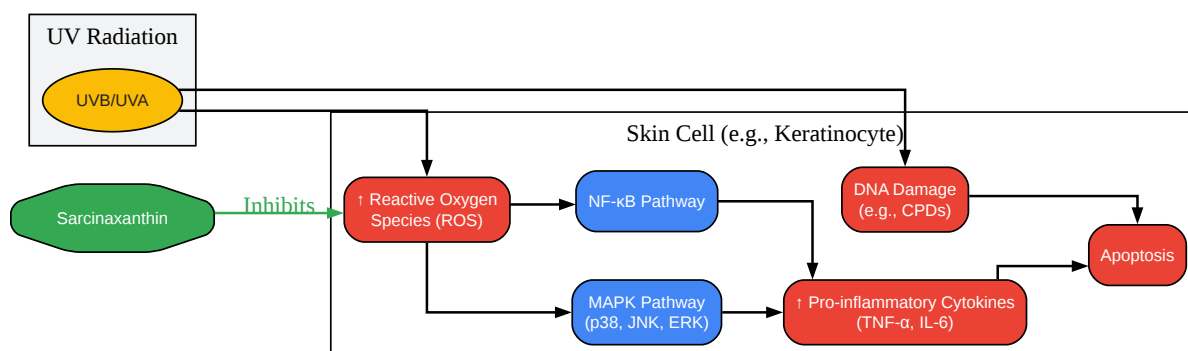 UV Radiation
UVB/UVA
Skin Cell (e.g., Keratinocyte)
Sarcinaxanthin
Inhibits
↑ Reactive Oxygen
Species (ROS)
NF-κB Pathway
DNA Damage
(e.g., CPDs)
Apoptosis
MAPK Pathway
(p38, JNK, ERK)
↑ Pro-inflammatory Cytokines
(TNF-α, IL-6)